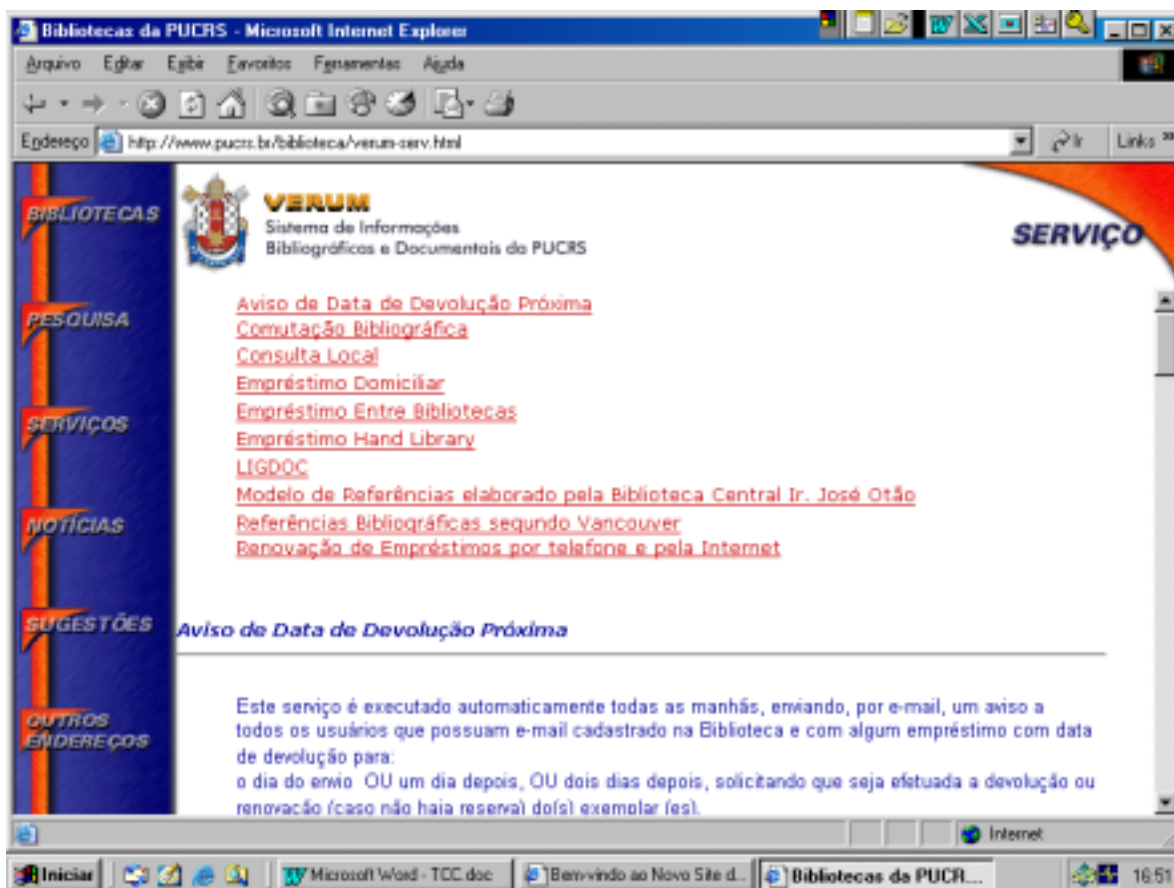 Bibliotecas da PUCRS - Microsoft Internet Explorer
Arquivo Editar Exibir Favoritos Ferramentas Ajuda
Endereço http://www.pucrs.br/biblioteca/verum-serv.html Ir Links »
BIBLIOTECAS
PESQUISA
SERVIÇOS
NOTÍCIAS
SUGESTÕES
OUTROS
ENDEREÇOS
VERUM
Sistema de Informações
Bibliográficas e Documentais da PUCRS
SERVIÇO
Aviso de Data de Devolução Próxima
Comutação Bibliográfica
Consulta Local
Empréstimo Domiciliar
Empréstimo Entre Bibliotecas
Empréstimo Hand Library
LIGDOC
Modelo de Referências elaborado pela Biblioteca Central Ir. José Otão
Referências Bibliográficas segundo Vancouver
Renovação de Empréstimos por telefone e pela Internet
Aviso de Data de Devolução Próxima
Este serviço é executado automaticamente todas as manhãs, enviando, por e-mail, um aviso a
todos os usuários que possuam e-mail cadastrado na Biblioteca e com algum empréstimo com data
de devolução para:
o dia do envio OU um dia depois, OU dois dias depois, solicitando que seja efetuada a devolução ou
renovação (caso não haja reserva) do(s) exemplar (es).
Internet
Iniciar Microsoft Word - TCC.doc Bem-vindo ao Novo Site d... Bibliotecas da PUCR... 16:51